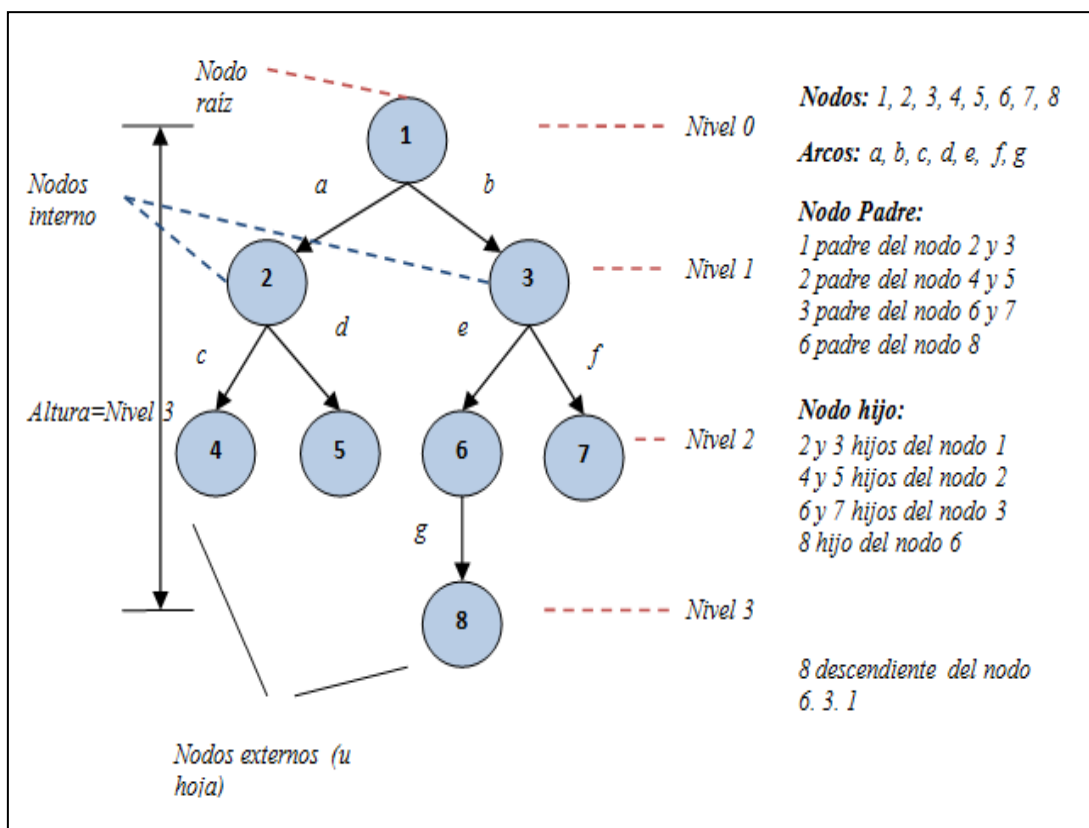 Nodo
raíz
1
Nivel 0
a
b
Nodos
interno
2
3
Nivel 1
c
d
e
f
Altura=Nivel 3
4
5
6
7
Nivel 2
g
8
Nivel 3
Nodos externos (u
hoja)
Nodos: 1, 2, 3, 4, 5, 6, 7, 8
Arcos: a, b, c, d, e, f, g
Nodo Padre:
1 padre del nodo 2 y 3
2 padre del nodo 4 y 5
3 padre del nodo 6 y 7
6 padre del nodo 8
Nodo hijo:
2 y 3 hijos del nodo 1
4 y 5 hijos del nodo 2
6 y 7 hijos del nodo 3
8 hijo del nodo 6
8 descendiente del nodo
6. 3. 1